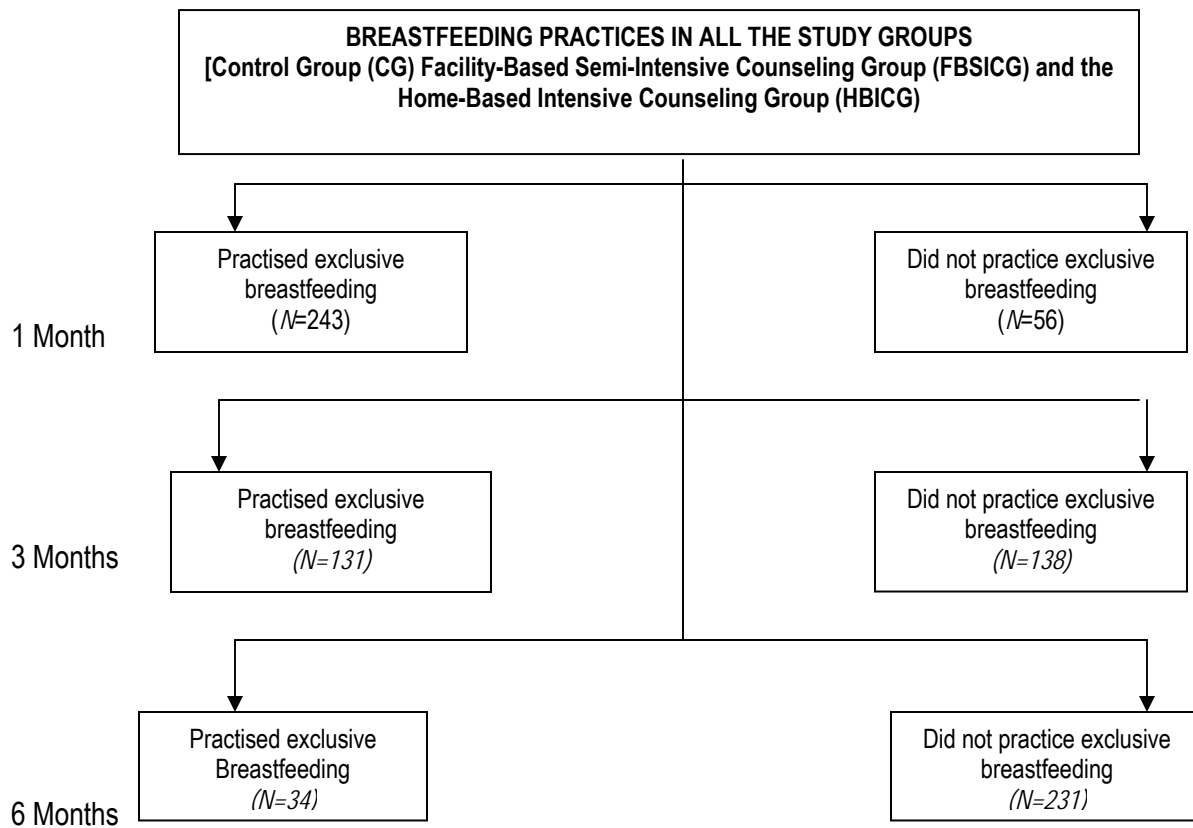 BREASTFEEDING PRACTICES IN ALL THE STUDY GROUPS
[Control Group (CG) Facility-Based Semi-Intensive Counseling Group (FBSICG) and the
Home-Based Intensive Counseling Group (HBICG)
1 Month
Practised exclusive
breastfeeding
(N=243)
Did not practice exclusive
breastfeeding
(N=56)
3 Months
Practised exclusive
breastfeeding
(N=131)
Did not practice exclusive
breastfeeding
(N=138)
6 Months
Practised exclusive
Breastfeeding
(N=34)
Did not practice exclusive
breastfeeding
(N=231)